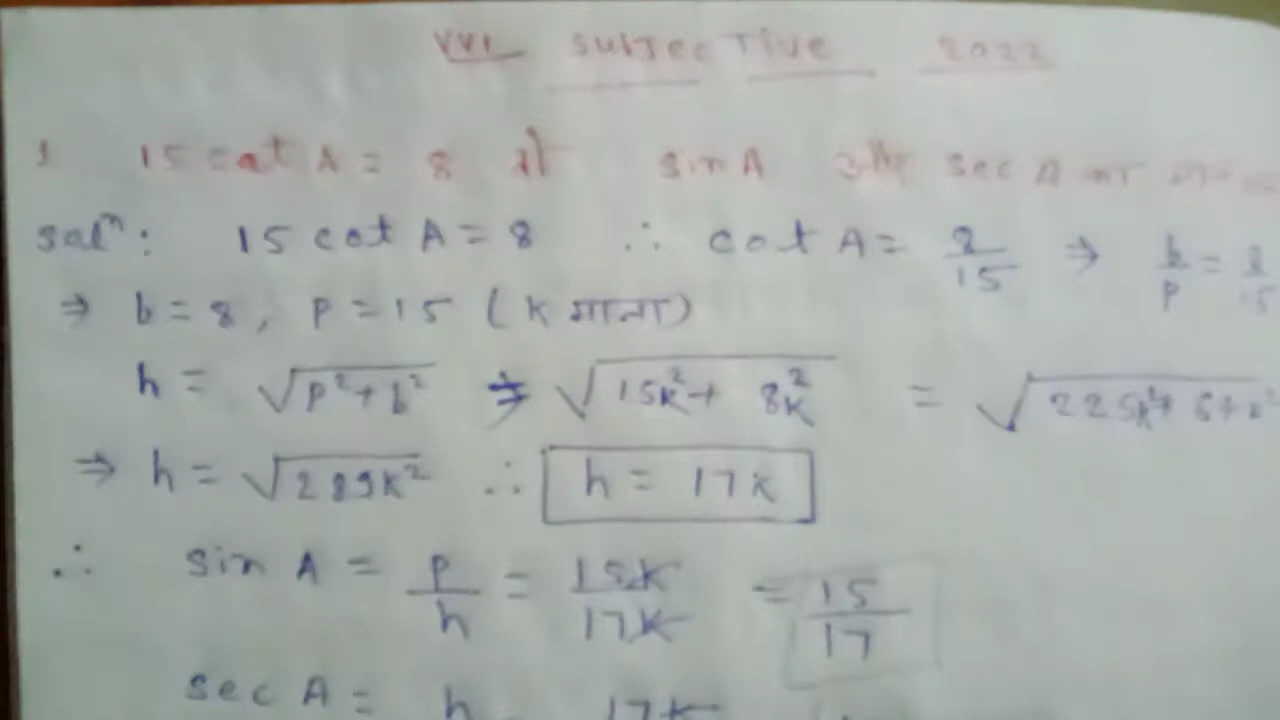 VVI SUBJECTIVE 2022
1 15 cot A = 8 तो sin A और sec A का
solⁿ: 15 cot A = 8 ∴ cot A = 8/15 ⇒ b/p = 8/15
⇒ b = 8, P = 15 (K माना)
h = √P²+b² ⇒ √15k²+ 8k² = √225k²+ 64k²
⇒ h = √289k² ∴ h = 17k
∴ sin A = P/h = 15k/17k = 15/17
sec A = h 17k